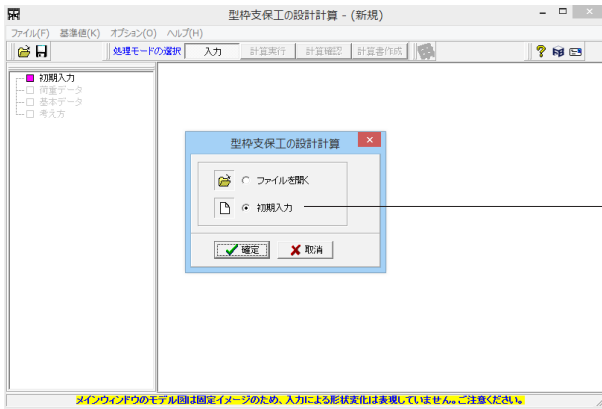 型枠支保工の設計計算 - (新規)
ファイル(F) 基準値(K) オプション(O) ヘルプ(H)
処理モードの選択 入力 計算実行 計算確認 計算書作成
初期入力
荷重データ
基本データ
考え方
型枠支保工の設計計算
ファイルを開く
初期入力
確定 取消
メインウィンドウのモデル図は固定イメージのため、入力による形状変化は表現していません。ご注意ください。